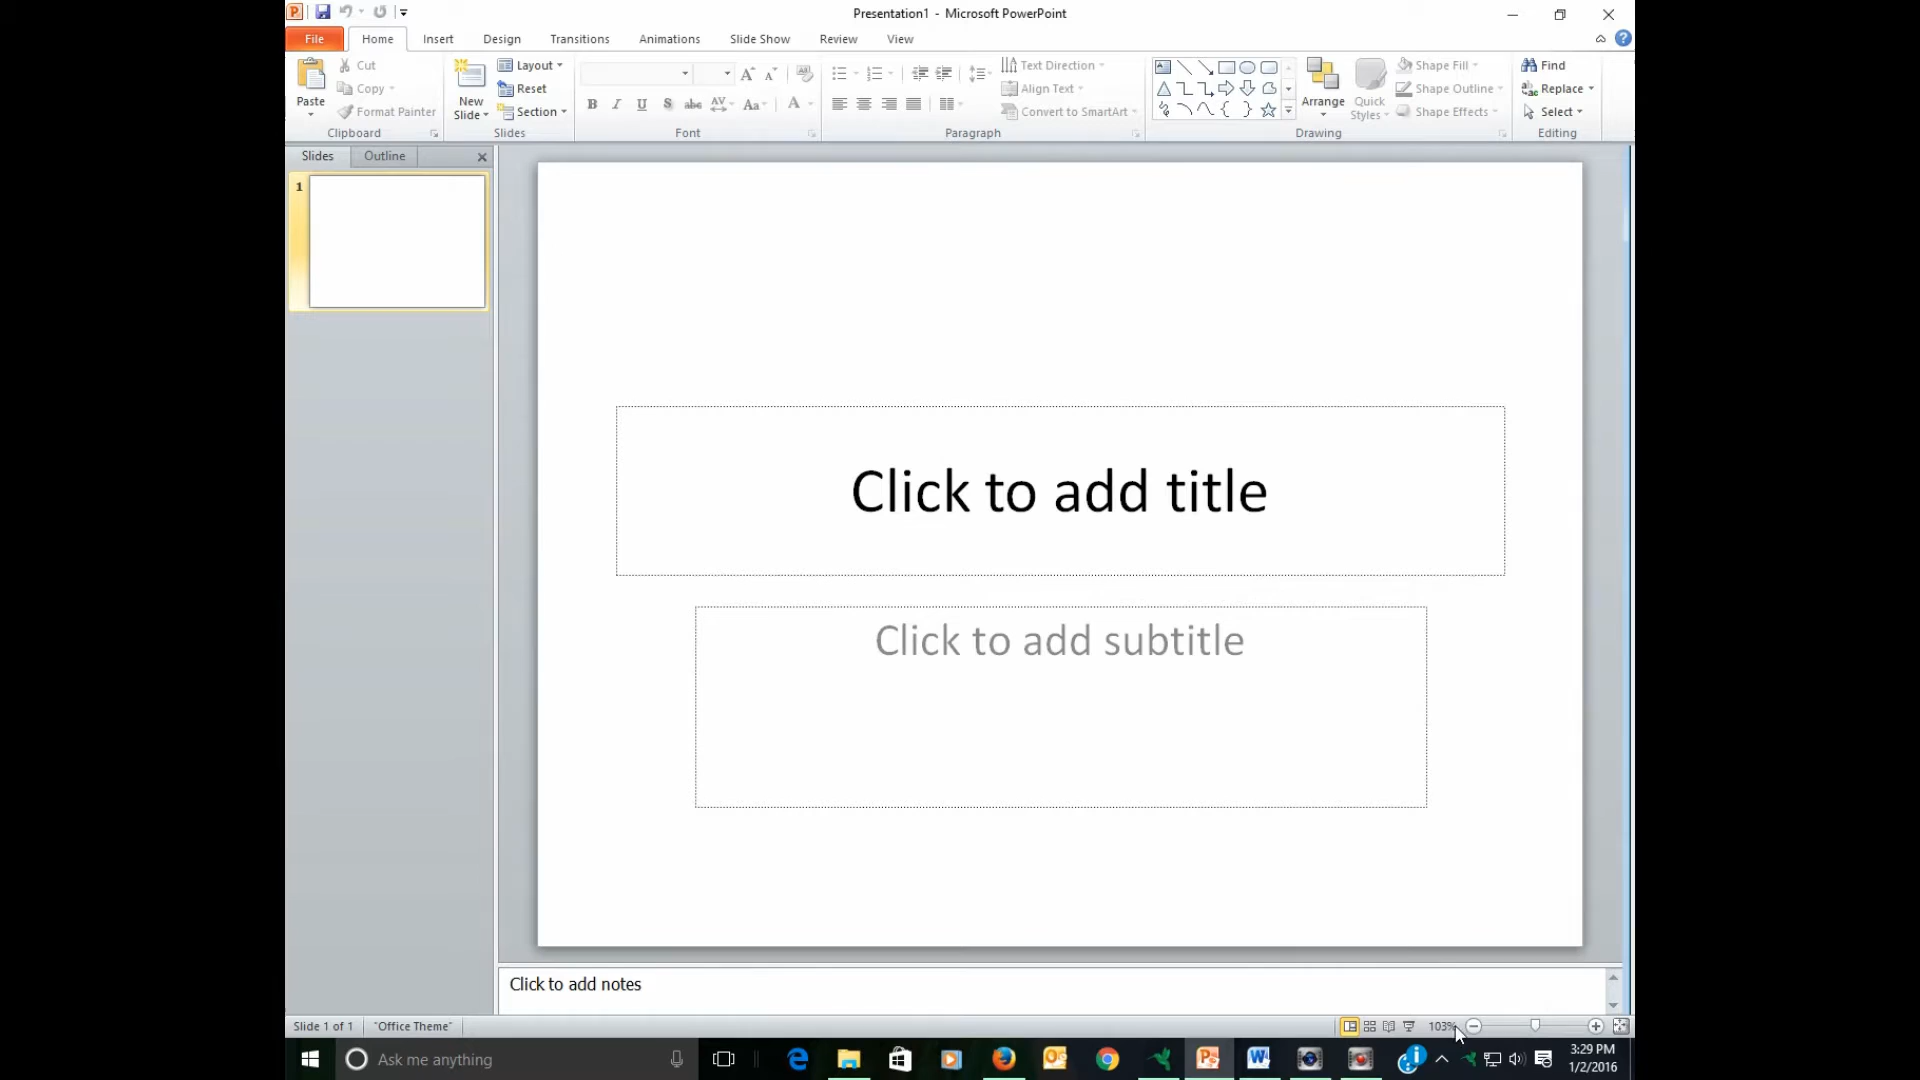 Presentation1 - Microsoft PowerPoint
File Home Insert Design Transitions Animations Slide Show Review View
Paste
Cut
Copy
Format Painter
Clipboard
New
Slide
Layout
Reset
Section
Slides
Font
Text Direction
Align Text
Convert to SmartArt
Paragraph
Arrange
Quick
Styles
Shape Fill
Shape Outline
Shape Effects
Drawing
Find
Replace
Select
Editing
Slides Outline
1
Click to add title
Click to add subtitle
Click to add notes
Slide 1 of 1 "Office Theme" 103%
Ask me anything
3:29 PM
1/2/2016